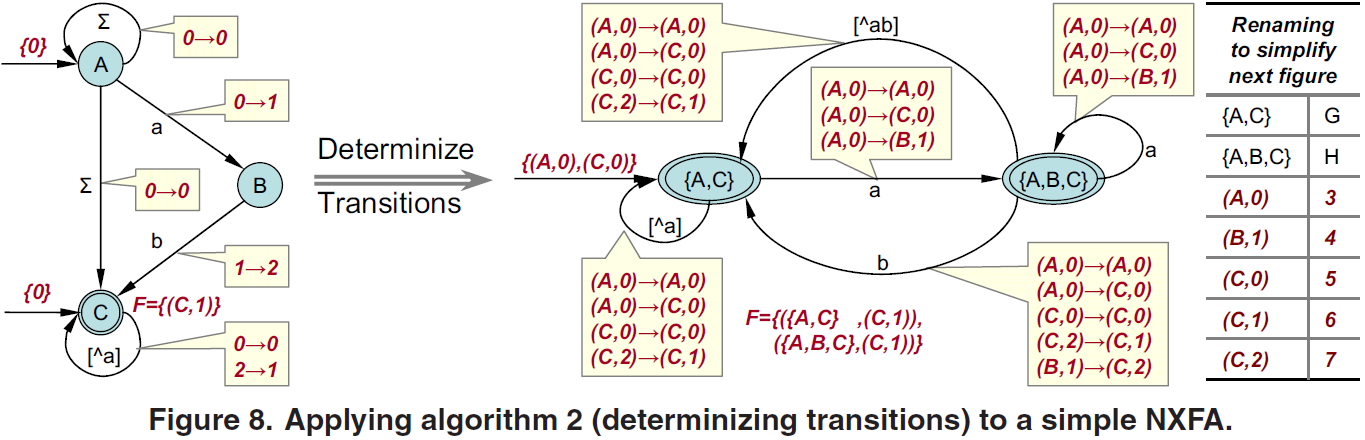 Σ
0→0
{0}
A
0→1
a
Σ
0→0
B
b
1→2
{0}
C
F={(C,1)}
[^a]
0→0
2→1
Determinize
Transitions
(A,0)→(A,0)
(A,0)→(C,0)
(C,0)→(C,0)
(C,2)→(C,1)
[^ab]
(A,0)→(A,0)
(A,0)→(C,0)
(A,0)→(B,1)
(A,0)→(A,0)
(A,0)→(C,0)
(A,0)→(B,1)
{(A,0),(C,0)}
{A,C}
a
{A,B,C}
a
[^a]
b
(A,0)→(A,0)
(A,0)→(C,0)
(C,0)→(C,0)
(C,2)→(C,1)
F={({A,C} ,(C,1)),
({A,B,C},(C,1))}
(A,0)→(A,0)
(A,0)→(C,0)
(C,0)→(C,0)
(C,2)→(C,1)
(B,1)→(C,2)
Renaming
to simplify
next figure
{A,C} G
{A,B,C} H
(A,0) 3
(B,1) 4
(C,0) 5
(C,1) 6
(C,2) 7
Figure 8. Applying algorithm 2 (determinizing transitions) to a simple NXFA.